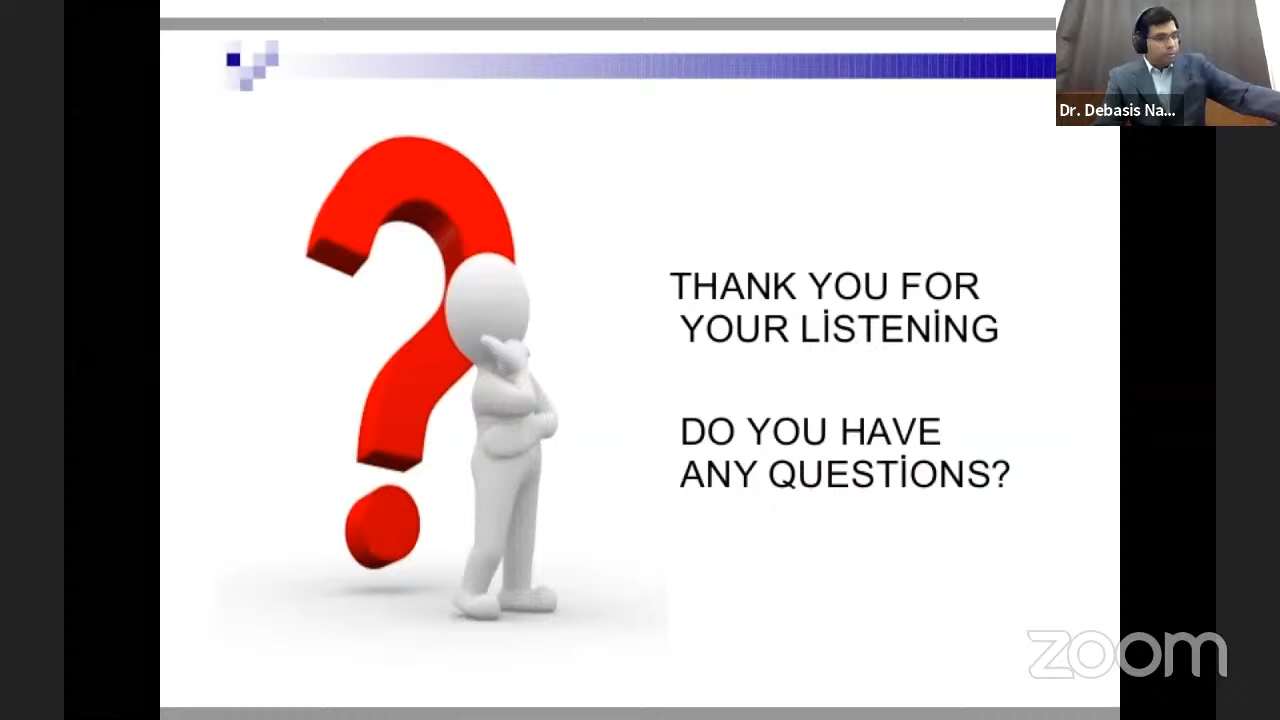 Dr. Debasis Na...
THANK YOU FOR
YOUR LİSTENİNG
DO YOU HAVE
ANY QUESTİONS?
zoom